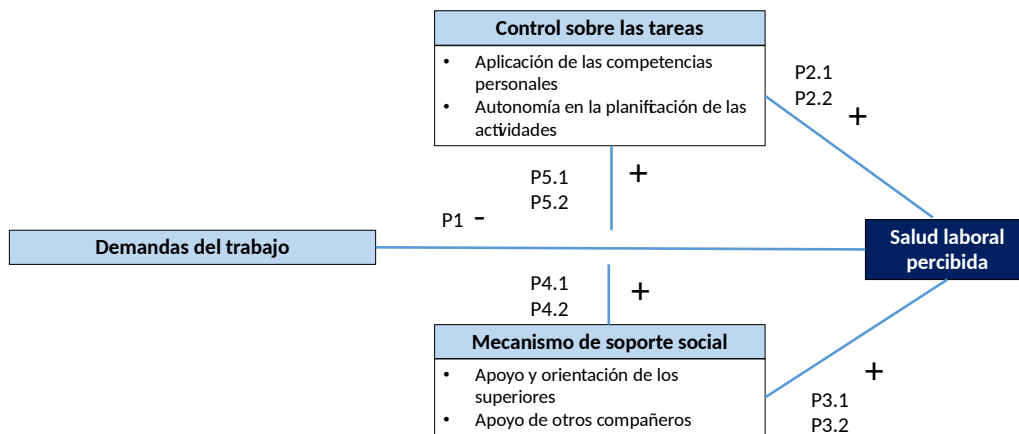 Control sobre las tareas
• Aplicación de las competencias
personales
• Autonomía en la planificación de las
actividades
P2.1
P2.2
+
P5.1
P5.2
+
P1 -
Demandas del trabajo
Salud laboral
percibida
P4.1
P4.2
+
Mecanismo de soporte social
• Apoyo y orientación de los
superiores
• Apoyo de otros compañeros
+
P3.1
P3.2